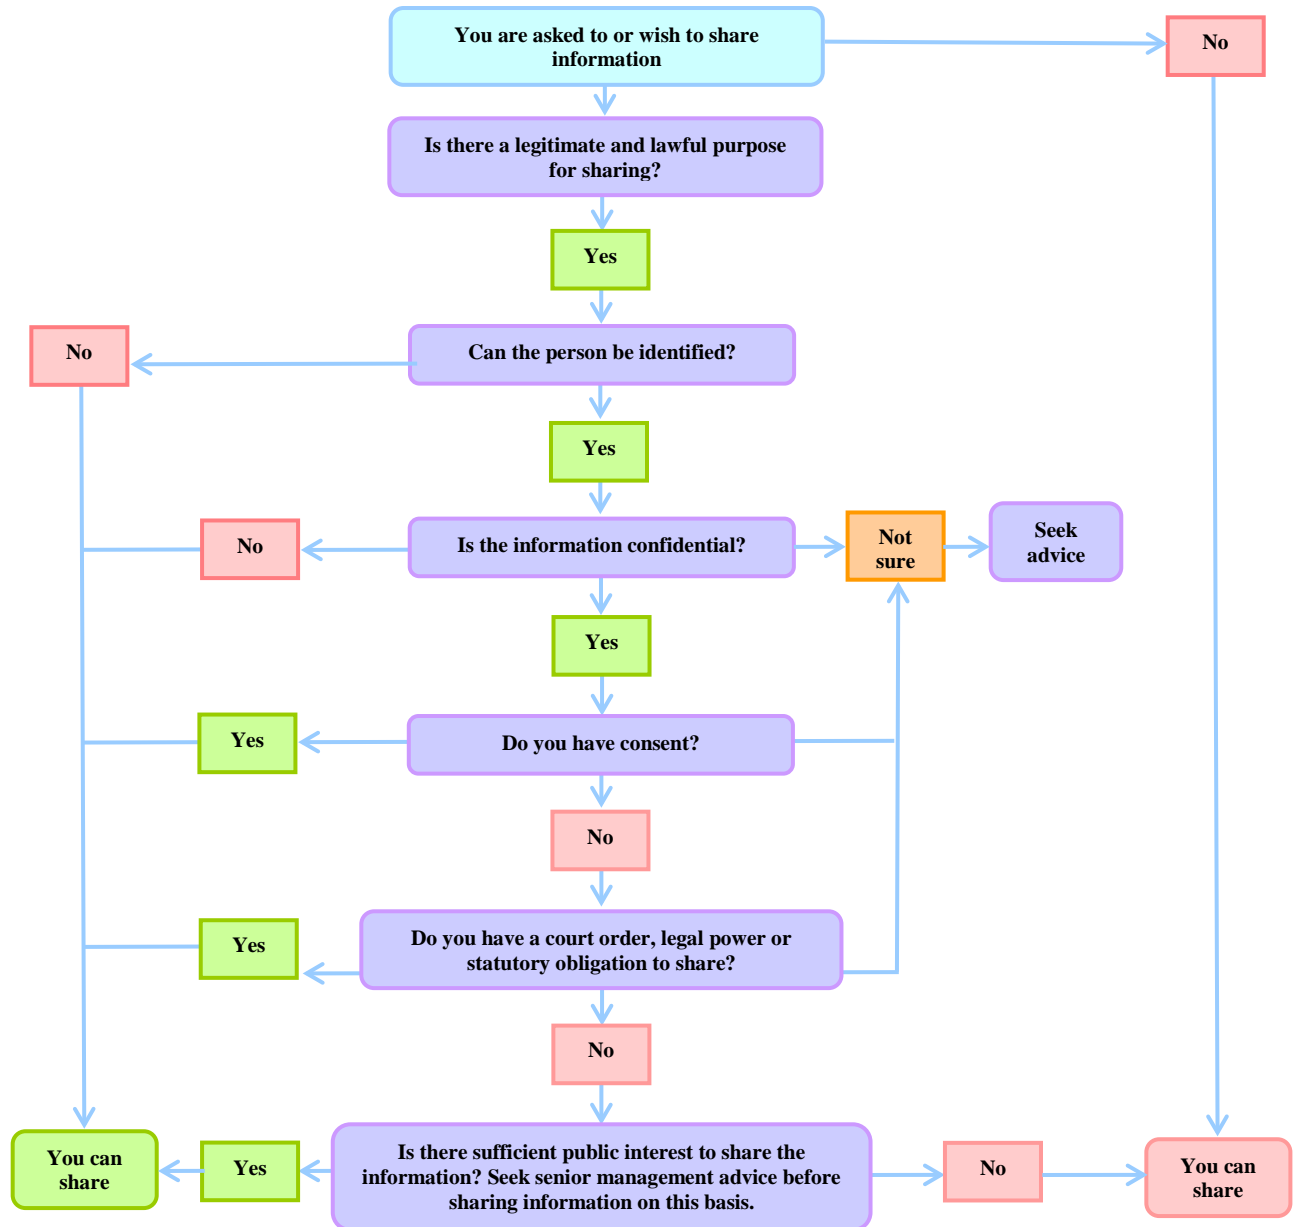 You are asked to or wish to share
information
No
Is there a legitimate and lawful purpose
for sharing?
Yes
No
Can the person be identified?
Yes
No
Is the information confidential?
Not
sure
Seek
advice
Yes
Yes
Do you have consent?
No
Yes
Do you have a court order, legal power or
statutory obligation to share?
No
You can
share
Yes
Is there sufficient public interest to share the
information? Seek senior management advice before
sharing information on this basis.
No
You can
share